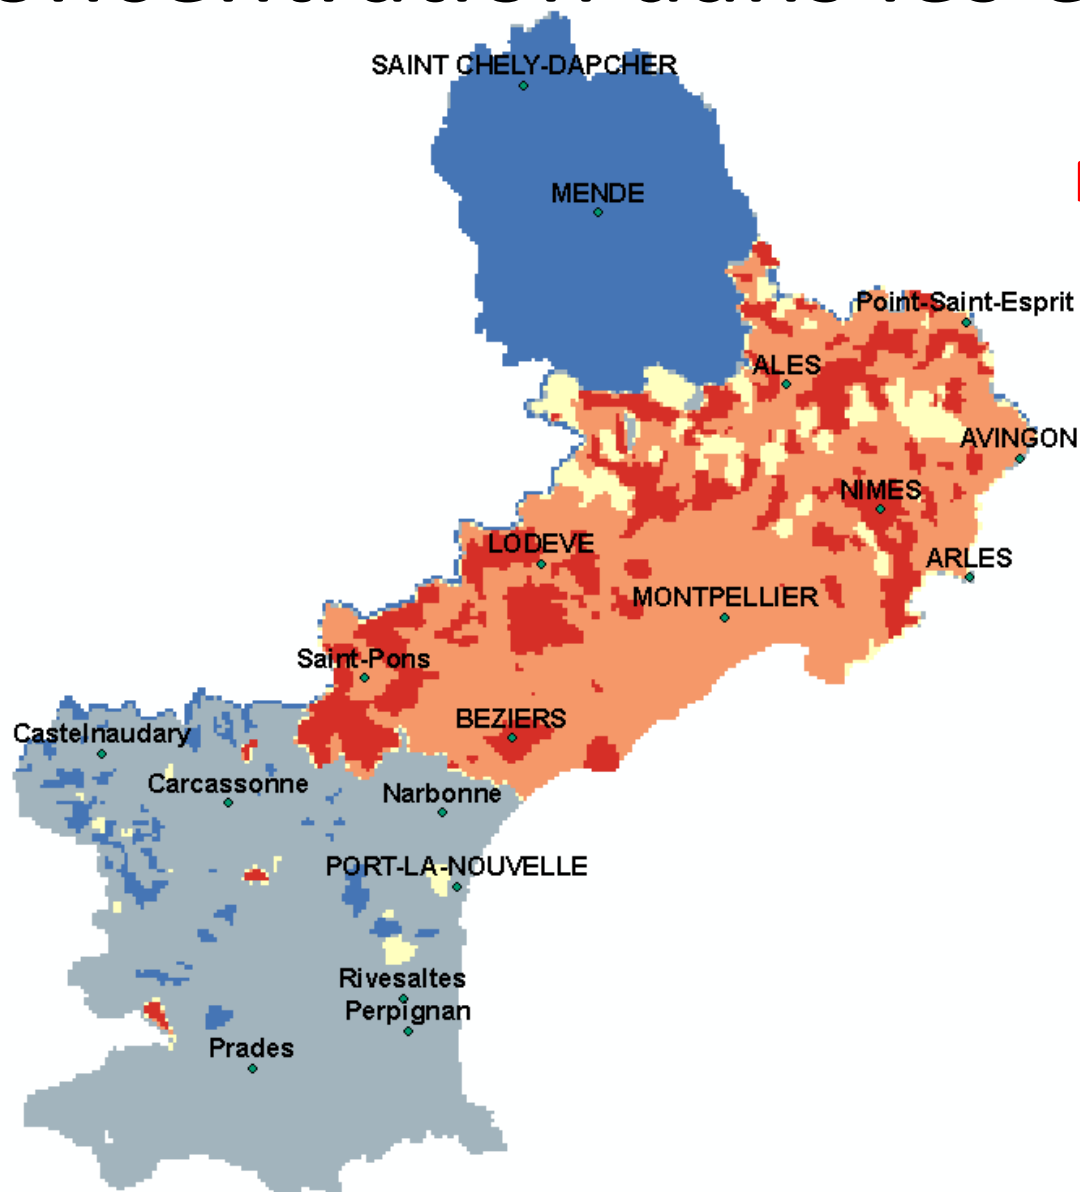 SAINT CHELY-DAPCHER
MENDE
Point-Saint-Esprit
ALES
AVINGON
NIMES
LODEVE
ARLES
MONTPELLIER
Saint-Pons
BEZIERS
Castelnaudary
Carcassonne
Narbonne
PORT-LA-NOUVELLE
Rivesaltes
Perpignan
Prades